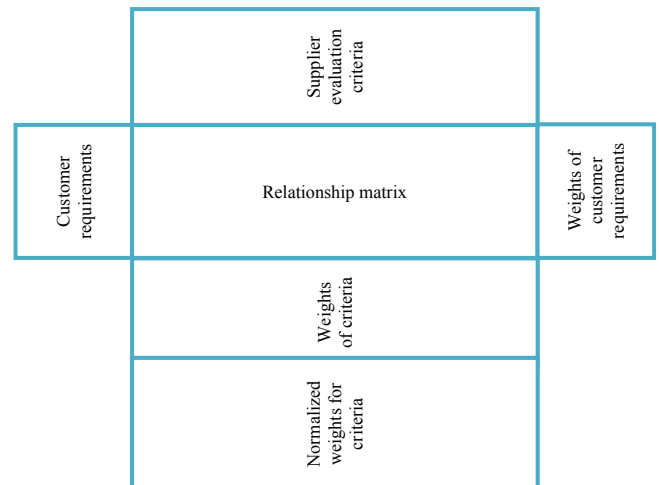 Supplier
evaluation
criteria
Customer
requirements
Relationship matrix
Weights of
customer
requirements
Weights
of criteria
Normalized
weights for
criteria